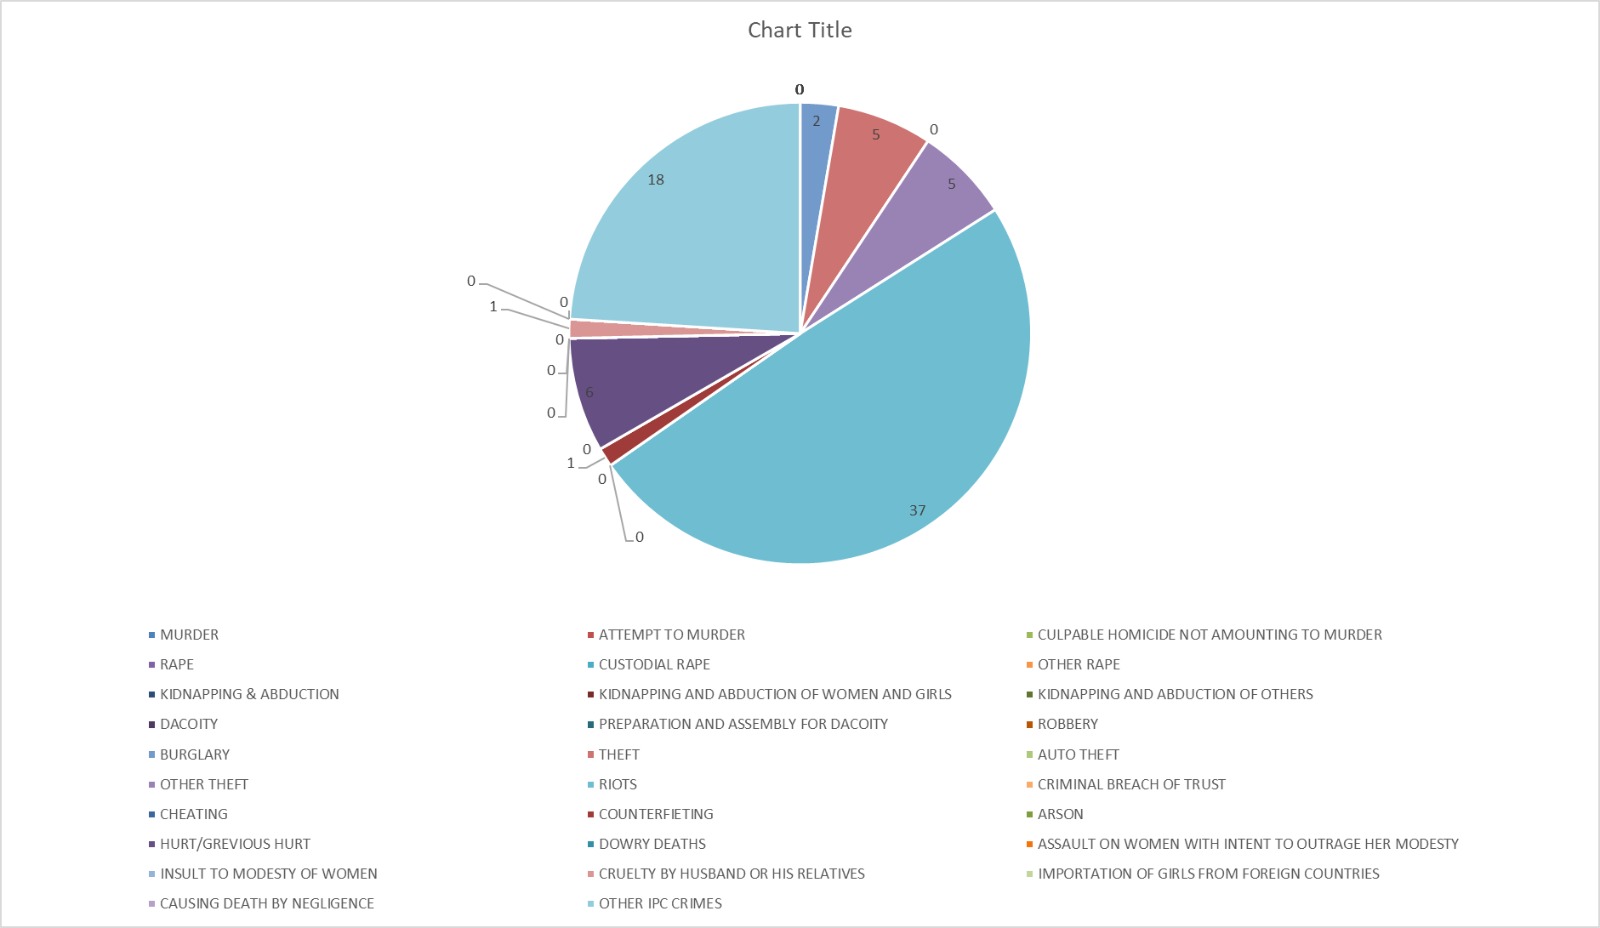 Chart Title
0
2
5
0
5
18
0
0
1
0
0
6
0
0
1
0
37
0
MURDER ATTEMPT TO MURDER CULPABLE HOMICIDE NOT AMOUNTING TO MURDER
RAPE CUSTODIAL RAPE OTHER RAPE
KIDNAPPING & ABDUCTION KIDNAPPING AND ABDUCTION OF WOMEN AND GIRLS KIDNAPPING AND ABDUCTION OF OTHERS
DACOITY PREPARATION AND ASSEMBLY FOR DACOITY ROBBERY
BURGLARY THEFT AUTO THEFT
OTHER THEFT RIOTS CRIMINAL BREACH OF TRUST
CHEATING COUNTERFIETING ARSON
HURT/GREVIOUS HURT DOWRY DEATHS ASSAULT ON WOMEN WITH INTENT TO OUTRAGE HER MODESTY
INSULT TO MODESTY OF WOMEN CRUELTY BY HUSBAND OR HIS RELATIVES IMPORTATION OF GIRLS FROM FOREIGN COUNTRIES
CAUSING DEATH BY NEGLIGENCE OTHER IPC CRIMES